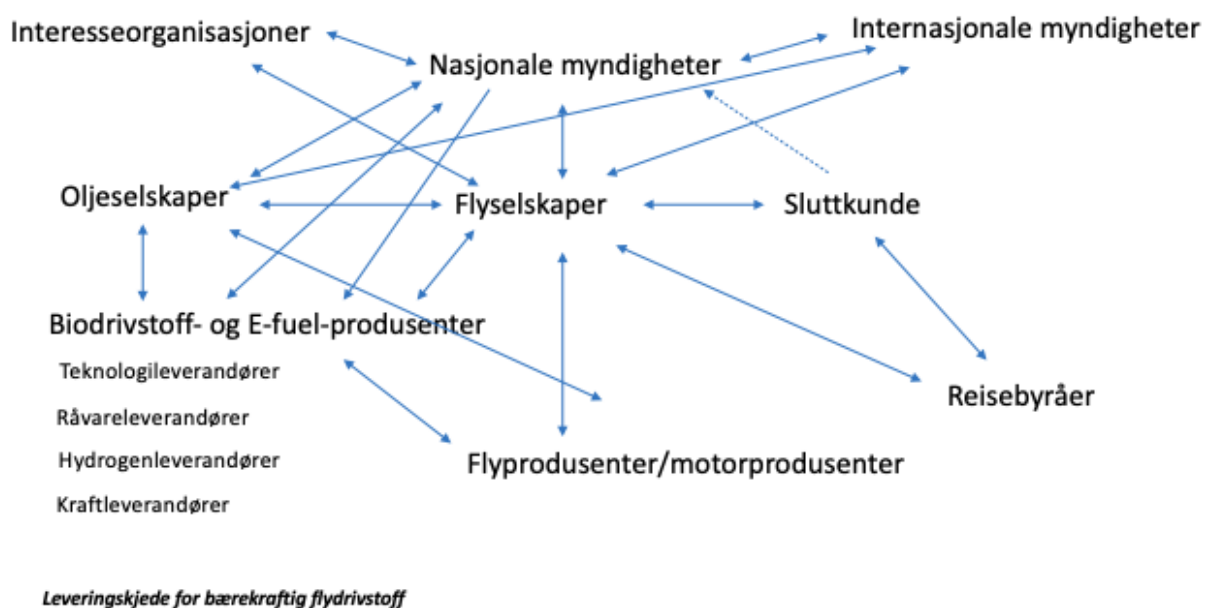 Interesseorganisasjoner
Internasjonale myndigheter
Nasjonale myndigheter
Oljeselskaper
Flyselskaper
Sluttkunde
Biodrivstoff- og E-fuel-produsenter
Teknologileverandører
Råvareleverandører
Hydrogenleverandører
Kraftleverandører
Reisebyråer
Flyprodusenter/motorprodusenter
Leveringskjede for bærekraftig flydrivstoff